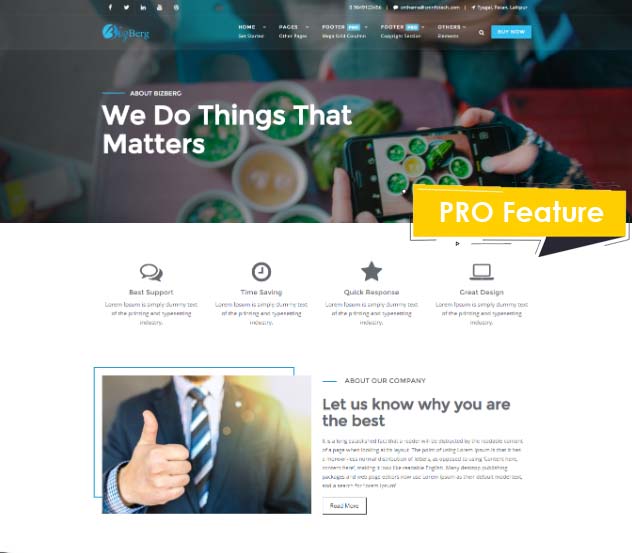 BizBerg
HOME
Get Started
PAGES
Other Pages
FOOTER PRO
Mega Grid Column
FOOTER PRO
Copyright Section
OTHERS
Elements
BUY NOW
ABOUT BIZBERG
We Do Things That
Matters
PRO Feature
Best Support
Lorem Ipsum is simply dummy text
of the printing and typesetting
industry.
Time Saving
Lorem Ipsum is simply dummy text
of the printing and typesetting
industry.
Quick Response
Lorem Ipsum is simply dummy text
of the printing and typesetting
industry.
Great Design
Lorem Ipsum is simply dummy text
of the printing and typesetting
industry.
ABOUT OUR COMPANY
Let us know why you are
the best
It is a long established fact that a reader will be distracted by the readable content
of a page when looking at its layout. The point of using Lorem Ipsum is that it has
a more-or-less normal distribution of letters, as opposed to using 'Content here,
content here', making it look like readable English. Many desktop publishing
packages and web page editors now use Lorem Ipsum as their default model text,
and a search for 'lorem ipsum'
Read More